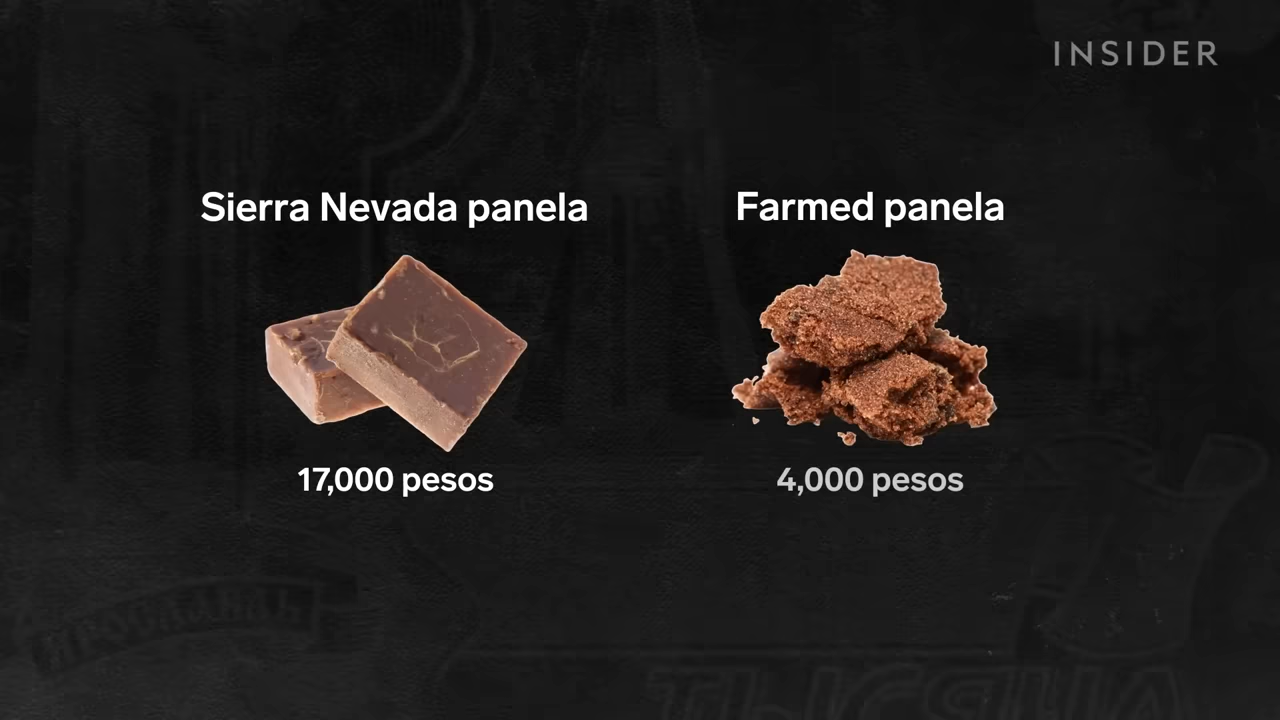 INSIDER
Sierra Nevada panela
Farmed panela
17,000 pesos
4,000 pesos